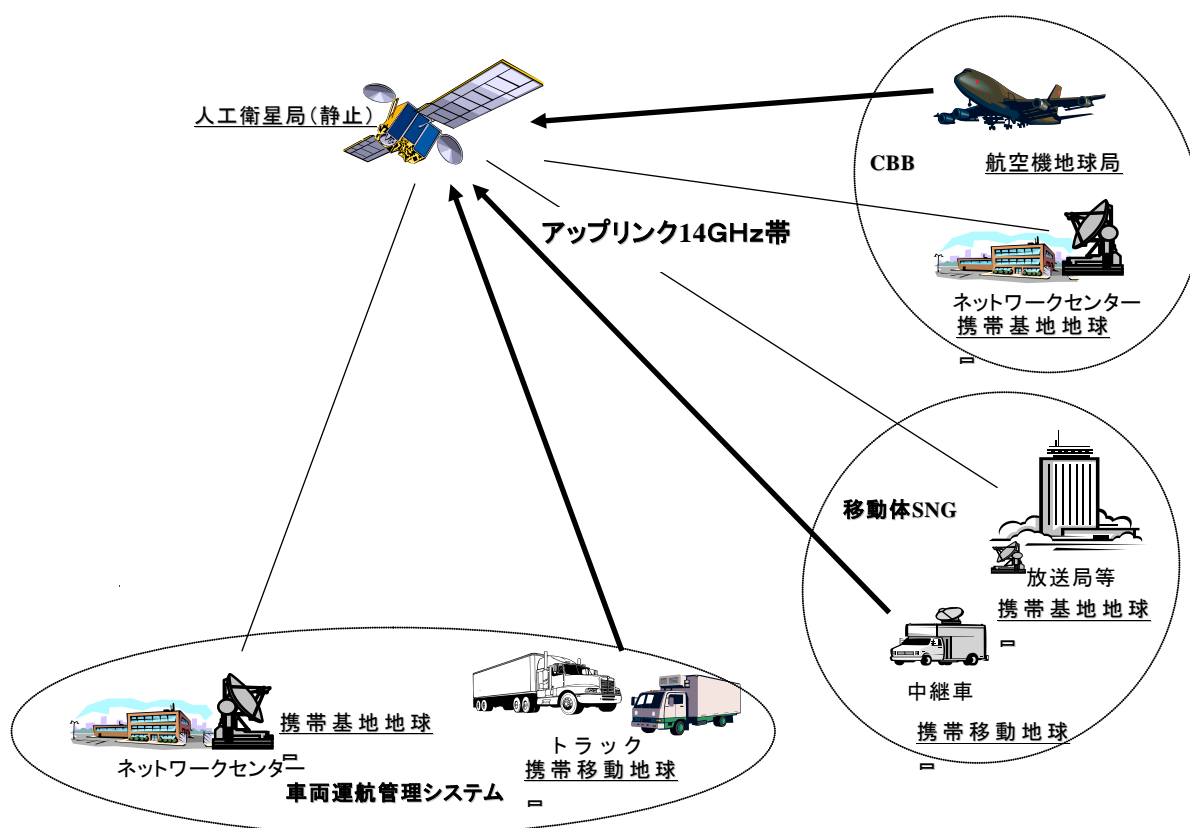 人工衛星局(静止)
CBB
航空機地球局
アップリンク14GHz帯
ネットワークセンター
携帯基地地球
移動体SNG
放送局等
携帯基地地球
中継車
携帯移動地球
携帯基地地球
ネットワークセンター
トラック
携帯移動地球
車両運航管理システム